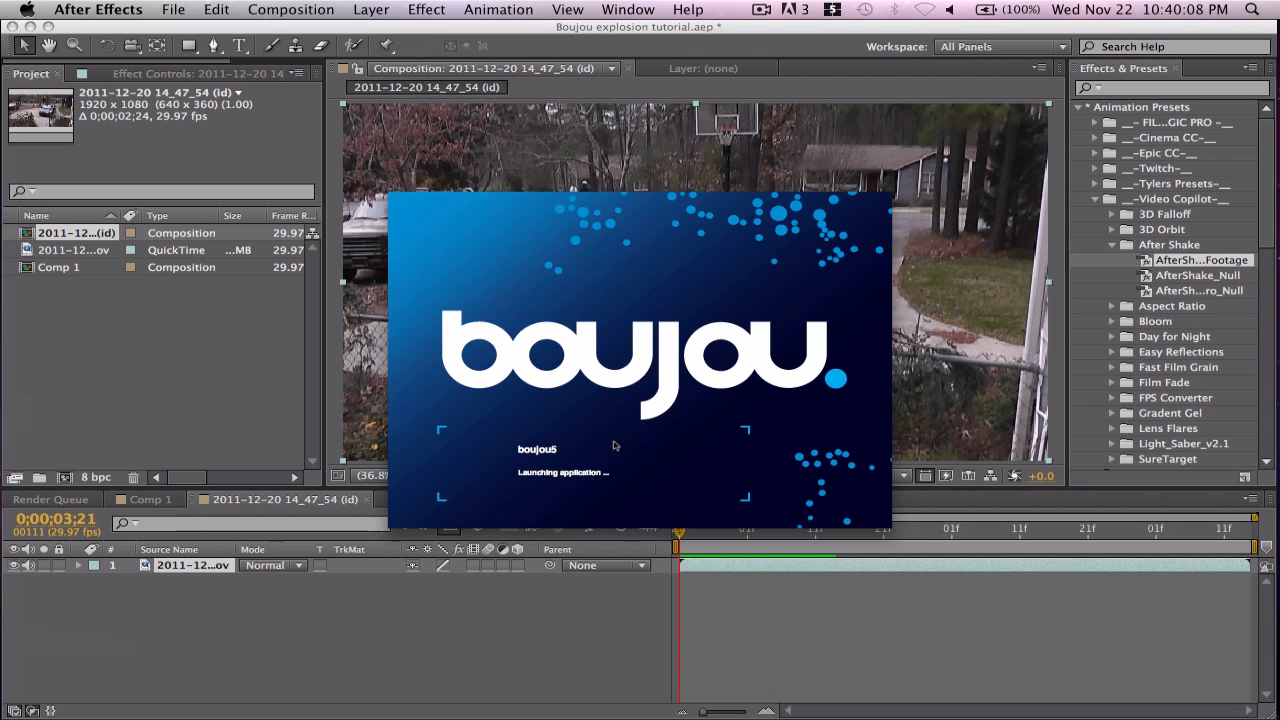 After Effects File Edit Composition Layer Effect Animation View Window Help 3 5 (100%) Wed Nov 22 10:40:08 PM
Boujou explosion tutorial.aep *
T Workspace: All Panels Search Help
Project Effect Controls: 2011-12-20 14 Composition: 2011-12-20 14_47_54 (id) Layer: (none) Effects & Presets
2011-12-20 14_47_54 (id)
2011-12-20 14_47_54 (id)
1920 x 1080 (640 x 360) (1.00)
Δ 0;00;02;24, 29.97 fps
* Animation Presets
__- FIL...GIC PRO -__
__-Cinema CC-__
__-Epic CC-__
__-Twitch-__
__-Tylers Presets-__
__-Video Copilot-__
3D Falloff
3D Orbit
After Shake
AfterSh...Footage
AfterShake_Null
AfterSh...ro_Null
Aspect Ratio
Bloom
Day for Night
Easy Reflections
Fast Film Grain
Film Fade
FPS Converter
Gradent Gel
Lens Flares
Light_Saber_v2.1
SureTarget
Name Type Size Frame R...
2011-12...(id) Composition 29.97
2011-12...ov QuickTime ...MB 29.97
Comp 1 Composition 29.97
boujou.
boujou5
Launching application ...
8 bpc (36.8 +0.0
Render Queue Comp 1 2011-12-20 14_47_54 (id)
0;00;03;21
00111 (29.97 fps)
01f 11f 01f 11f
# Source Name Mode T TrkMat fx Parent
1 2011-12...ov Normal None